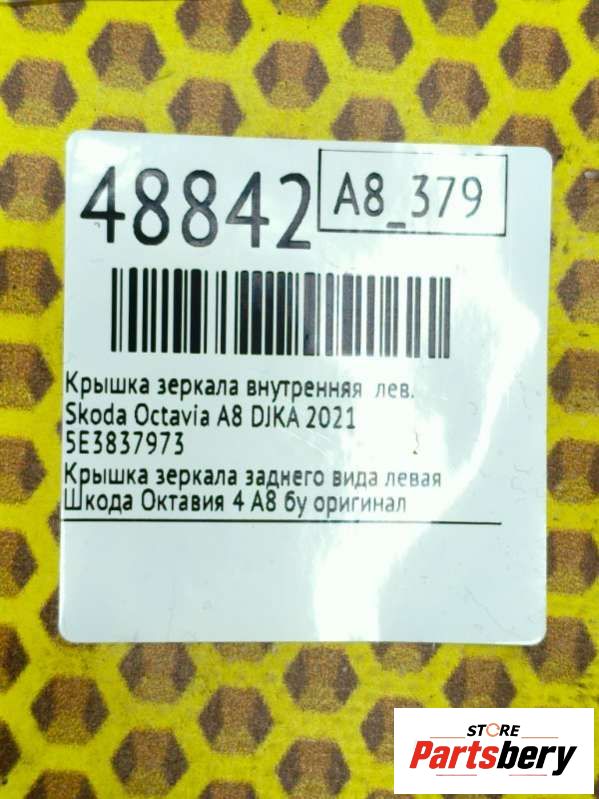 48842
A8_379
Крышка зеркала внутренняя лев.
Skoda Octavia A8 DJKA 2021
5E3837973
Крышка зеркала заднего вида левая
Шкода Октавия 4 А8 бу оригинал
STORE
Partsbery